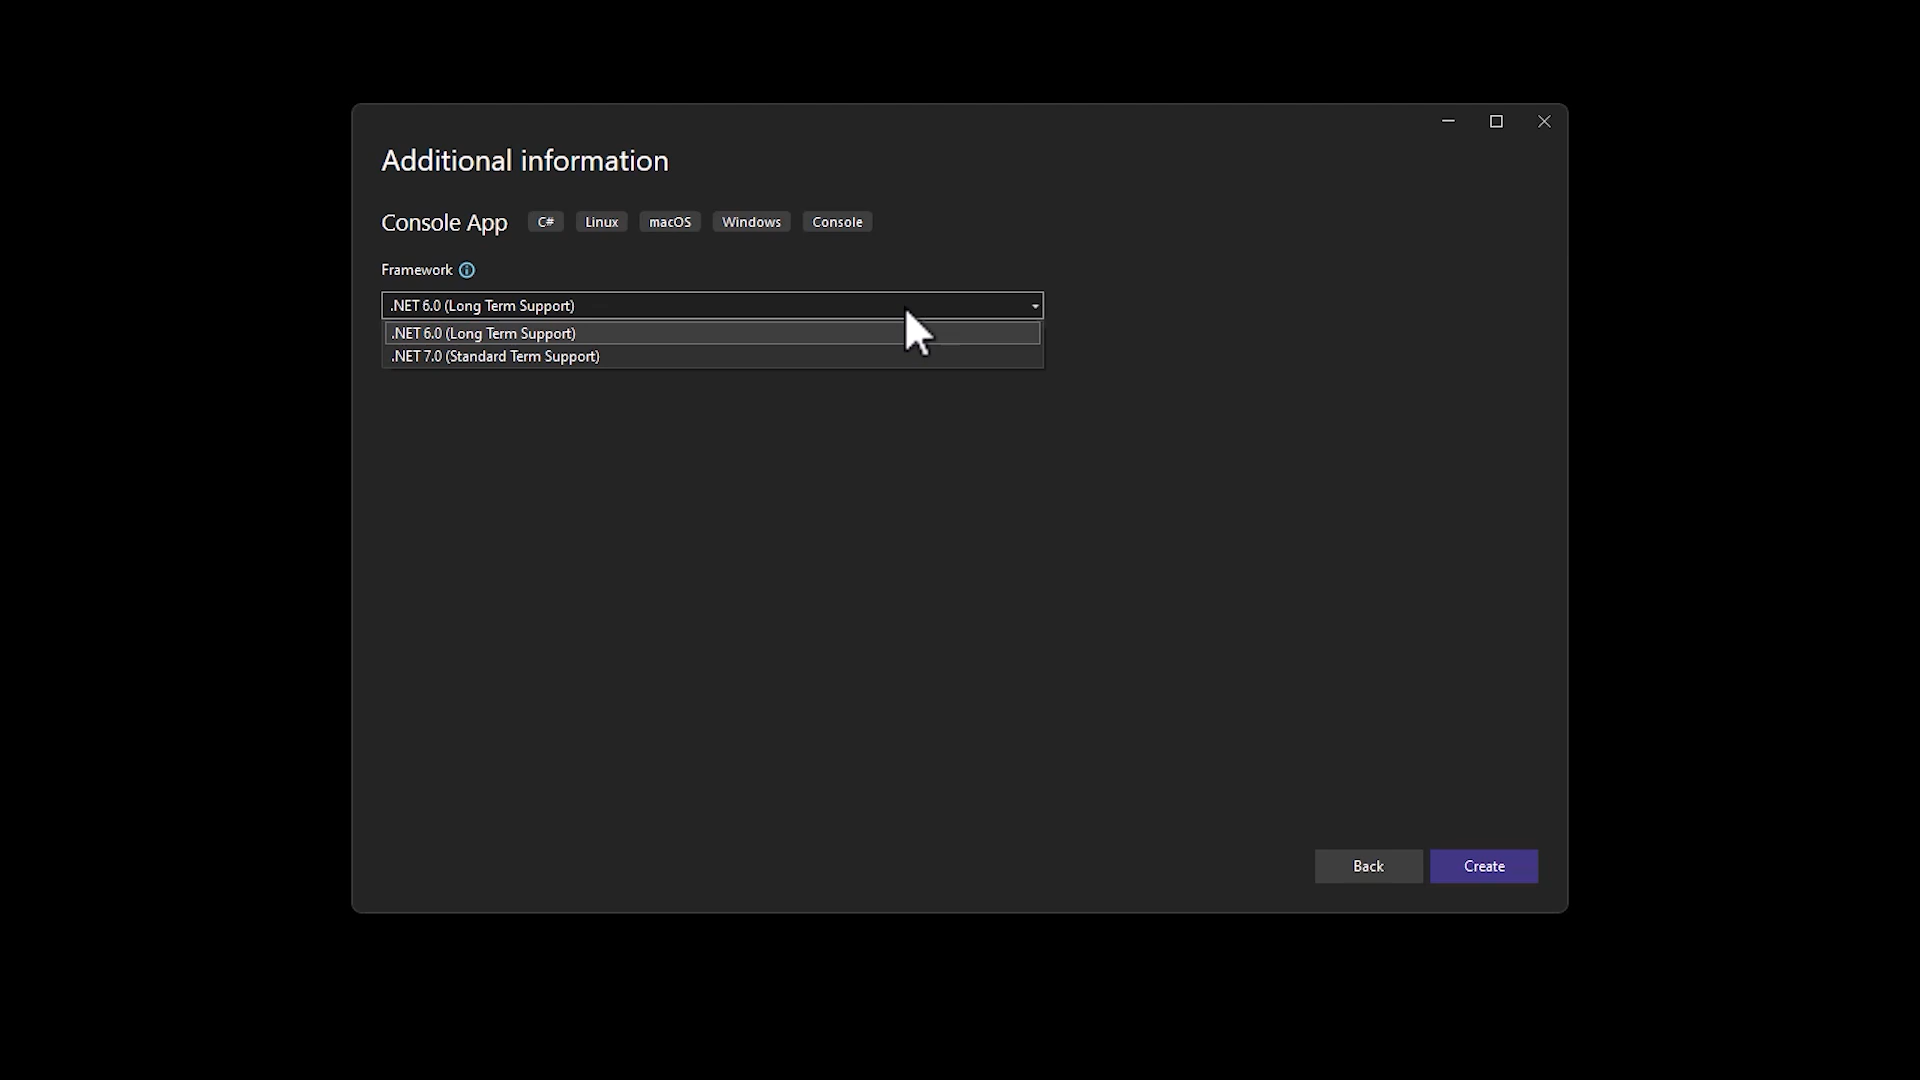 Additional information
Console App C# Linux macOS Windows Console
Framework
.NET 6.0 (Long Term Support)
.NET 6.0 (Long Term Support)
.NET 7.0 (Standard Term Support)
Back Create